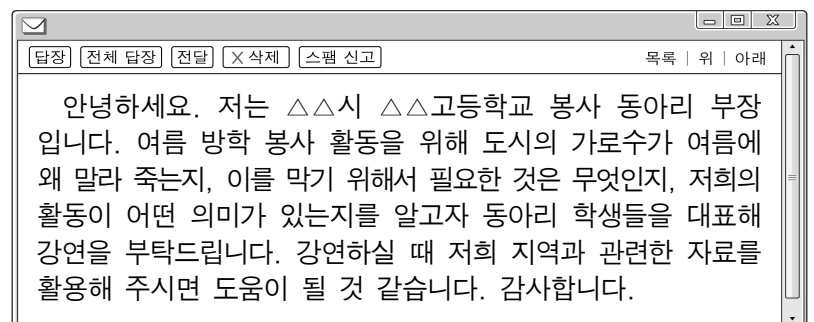 답장 전체 답장 전달 X 삭제 스팸 신고 목록 | 위 | 아래
안녕하세요. 저는 △△시 △△고등학교 봉사 동아리 부장
입니다. 여름 방학 봉사 활동을 위해 도시의 가로수가 여름에
왜 말라 죽는지, 이를 막기 위해서 필요한 것은 무엇인지, 저희의
활동이 어떤 의미가 있는지를 알고자 동아리 학생들을 대표해
강연을 부탁드립니다. 강연하실 때 저희 지역과 관련한 자료를
활용해 주시면 도움이 될 것 같습니다. 감사합니다.